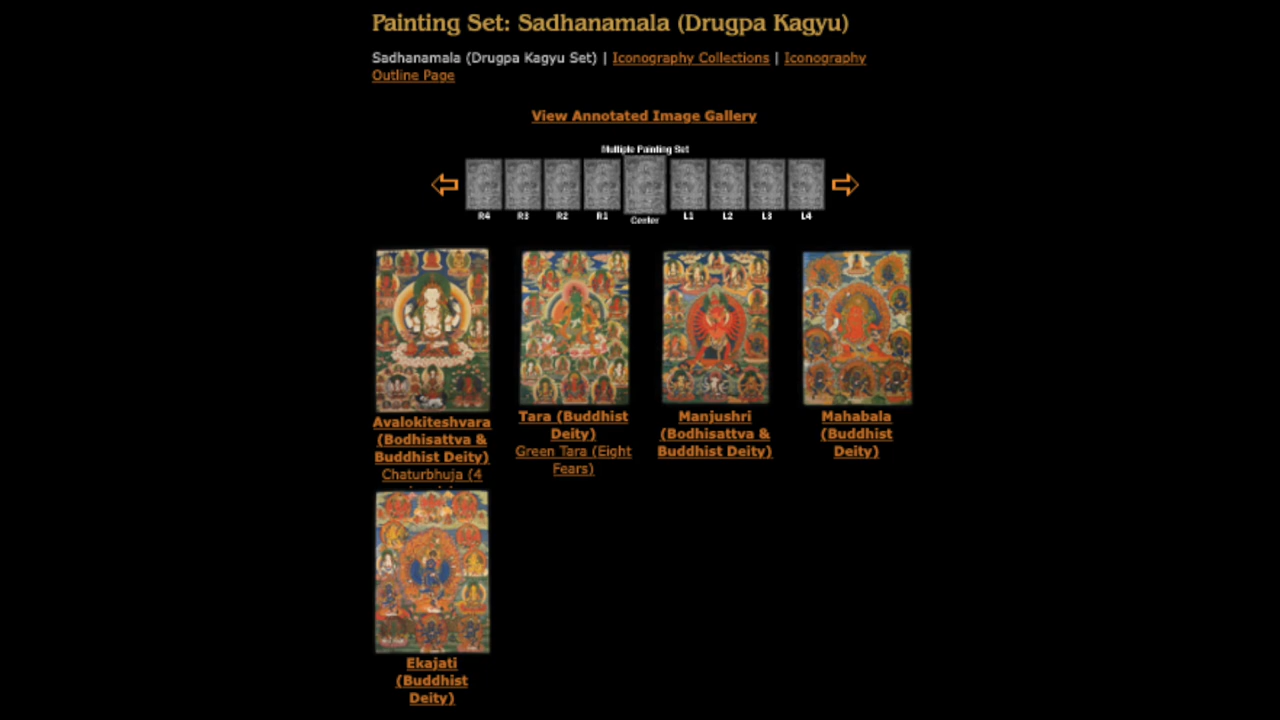 Painting Set: Sadhanamala (Drugpa Kagyu)
Sadhanamala (Drugpa Kagyu Set) | Iconography Collections | Iconography
Outline Page
View Annotated Image Gallery
Multiple Painting Set
R4 R3 R2 R1 Center L1 L2 L3 L4
Avalokiteshvara
(Bodhisattva &
Buddhist Deity)
Chaturbhuja (4
Tara (Buddhist
Deity)
Green Tara (Eight
Fears)
Manjushri
(Bodhisattva &
Buddhist Deity)
Mahabala
(Buddhist
Deity)
Ekajati
(Buddhist
Deity)